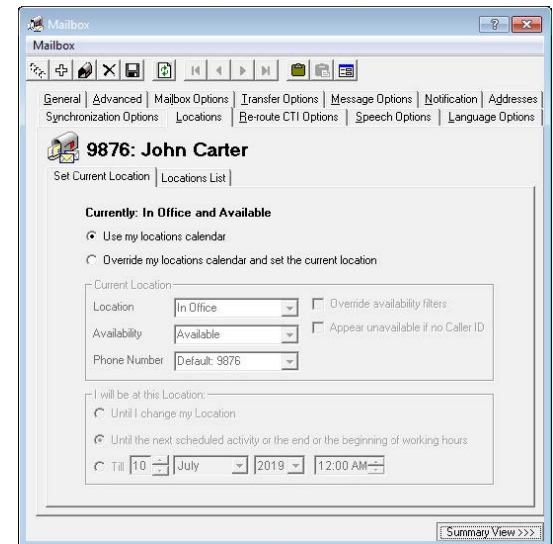 Mailbox
Mailbox
General Advanced Mailbox Options Transfer Options Message Options Notification Addresses
Synchronization Options Locations Re-route CTI Options Speech Options Language Options
9876: John Carter
Set Current Location Locations List
Currently: In Office and Available
Use my locations calendar
Override my locations calendar and set the current location
Current Location
Location In Office Override availability filters
Availability Available Appear unavailable if no Caller ID
Phone Number Default: 9876
I will be at this Location:
Until I change my Location
Until the next scheduled activity or the end or the beginning of working hours
Till 10 July 2019 12:00 AM
Summary View >>>